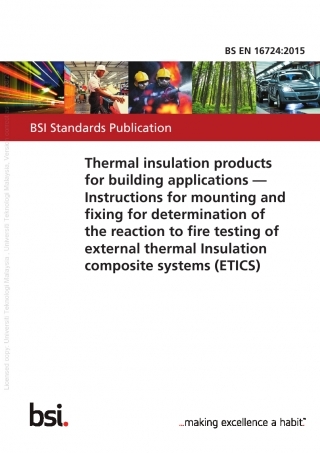 BS EN 16724:2015
BSI Standards Publication
Thermal insulation products
for building applications —
Instructions for mounting and
fixing for determination of
the reaction to fire testing of
external thermal Insulation
composite systems (ETICS)
Licensed copy: Universiti Teknologi Malaysia, Universiti Teknologi Malaysia, Version
bsi.
...making excellence a habit.™